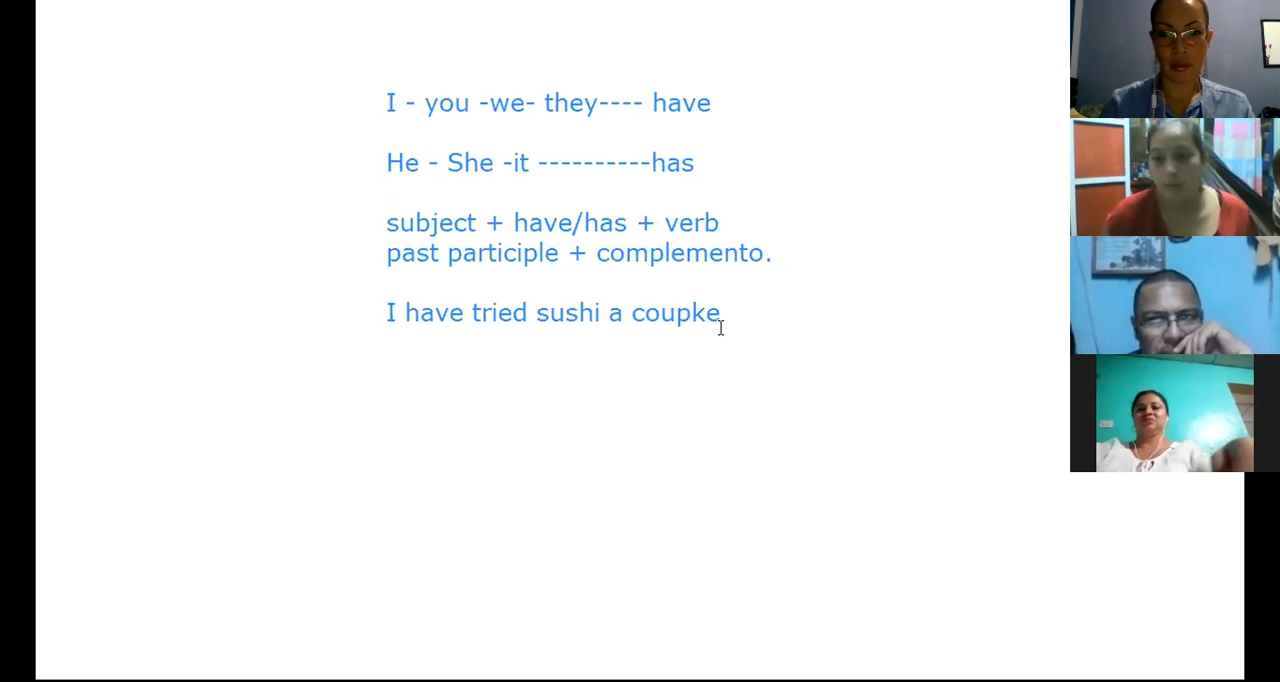 I - you -we- they---- have
He - She -it ----------has
subject + have/has + verb
past participle + complemento.
I have tried sushi a coupke